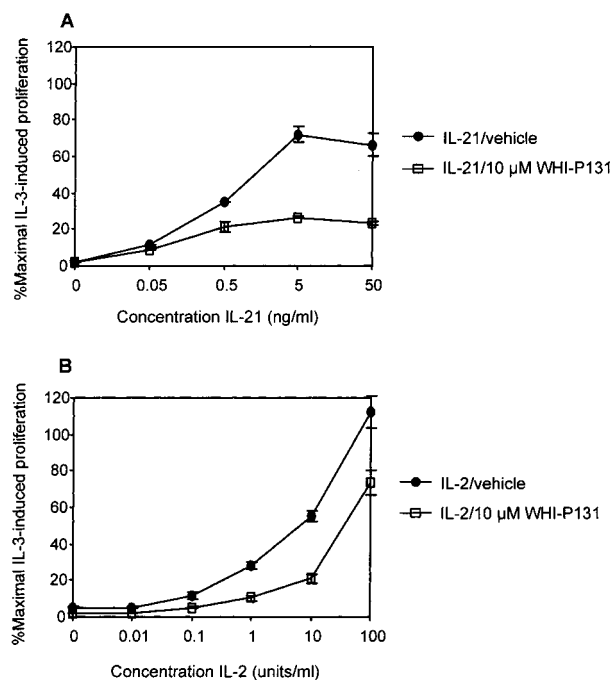 A
%Maximal IL-3-induced proliferation
120
100
80
60
40
20
0
0 0.05 0.5 5 50
Concentration IL-21 (ng/ml)
IL-21/vehicle
IL-21/10 µM WHI-P131
B
%Maximal IL-3-induced proliferation
120
100
80
60
40
20
0
0 0.01 0.1 1 10 100
Concentration IL-2 (units/ml)
IL-2/vehicle
IL-2/10 µM WHI-P131